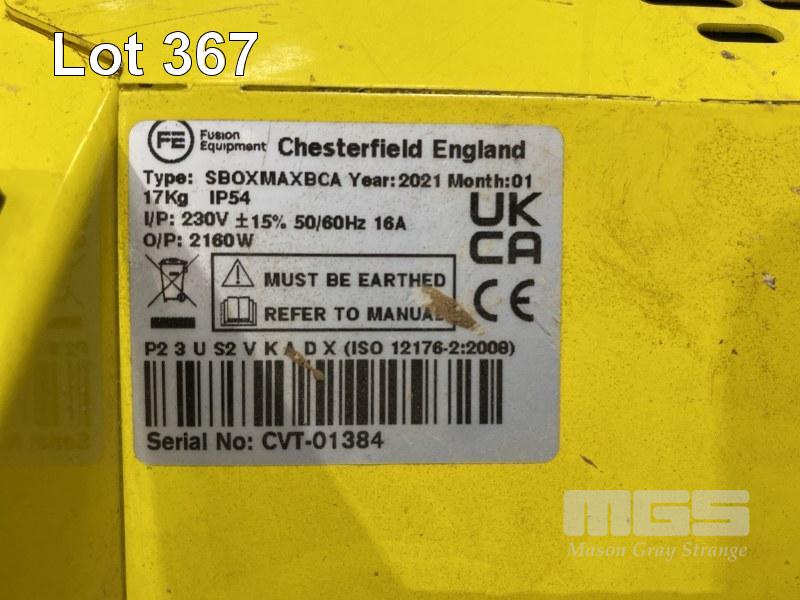 Lot 367
FE Fusion Equipment Chesterfield England
Type: SBOXMAXBCA Year: 2021 Month:01
17Kg IP54
I/P: 230V ±15% 50/60Hz 16A
O/P: 2160W
UK
CA
MUST BE EARTHED
REFER TO MANUAL
CE
P2 3 U S2 V K A D X (ISO 12176-2:2008)
Serial No: CVT-01384
MGS
Mason Gray Strange